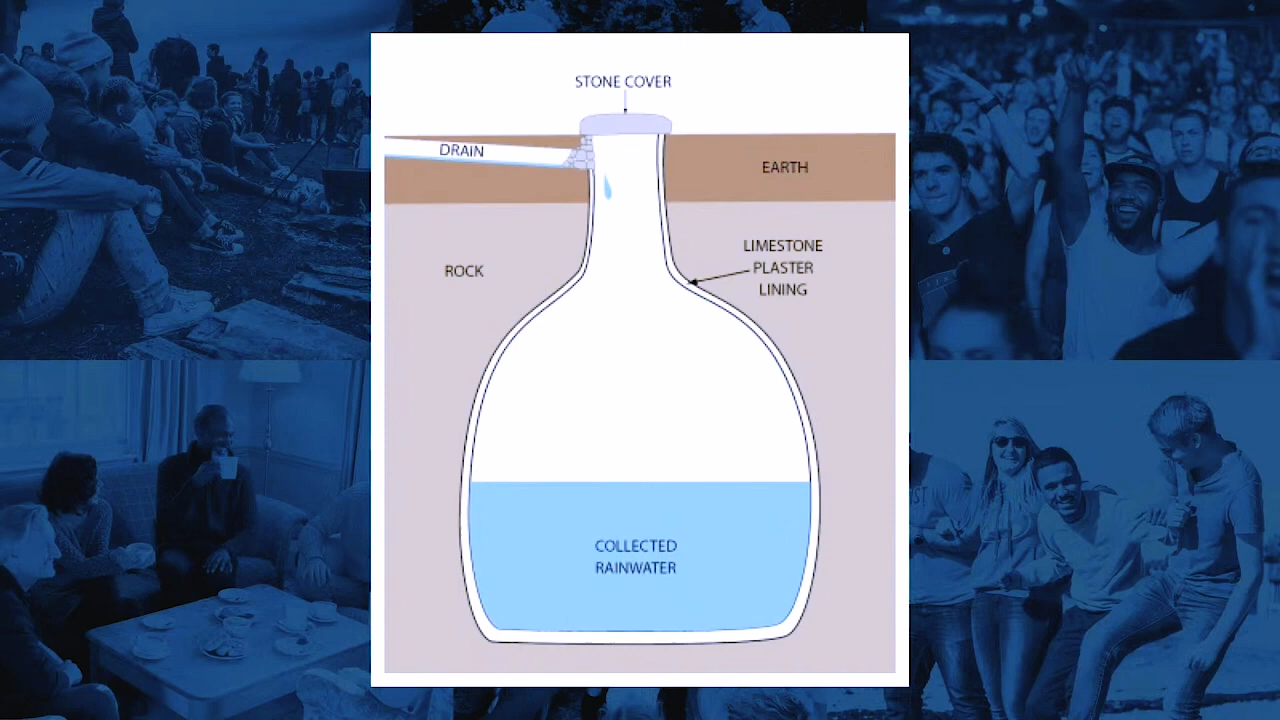 STONE COVER
DRAIN
EARTH
ROCK
LIMESTONE
PLASTER
LINING
COLLECTED
RAINWATER